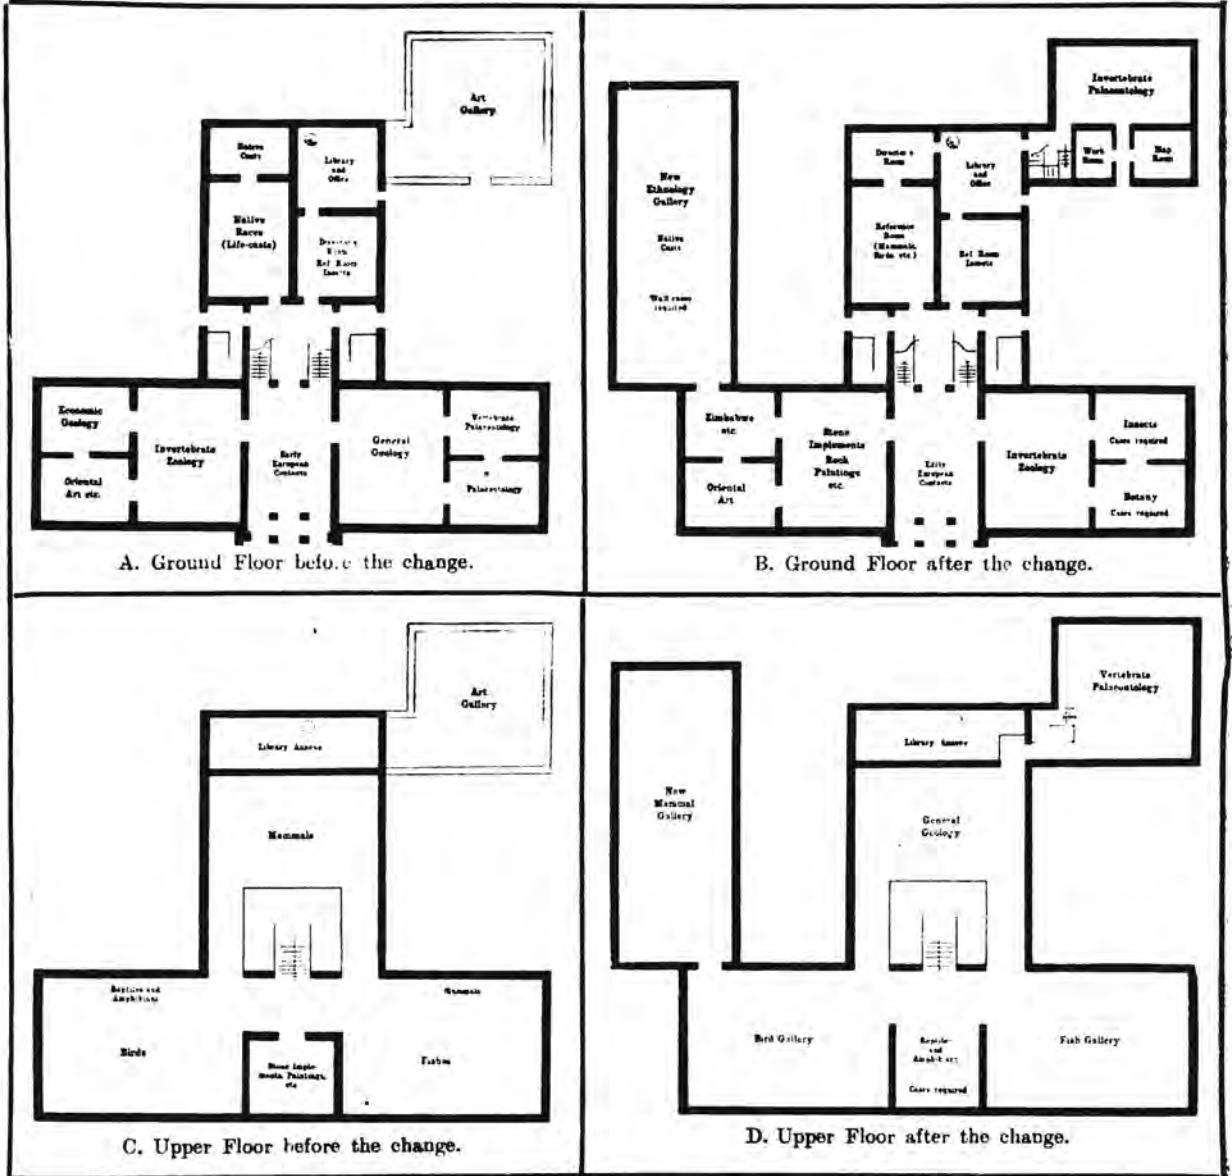 Art
Gallery.
Native
Casts
Library
and
Office
Native
Races
(Life-casts)
Director's
Room
Ref. Room
Insects
Economic
Geology
Invertebrate
Zoology
Oriental
Art etc.
Early
European
Contacts
General
Geology
Vertebrate
Palaeontology
Palaeontology
A. Ground Floor before the change.
New
Ethnology
Gallery
Native
Casts
Wall cases
required
Director's
Room
Library
and
Office
Reference
Room
(Mammals,
Birds, etc.)
Ref. Room
Insects
Invertebrate
Palaeontology
Work
Room
Map
Room
Zimbabwe
etc.
Oriental
Art
Stone
Implements
Rock
Paintings
etc.
Early
European
Contacts
Invertebrate
Zoology
Insects
Cases required
Botany
Cases required
B. Ground Floor after the change.
Art
Gallery
Library Annexe
Mammals
Reptiles and
Amphibians
Birds
Mammals
Fishes
Stone Imple-
ments, Paintings,
etc
C. Upper Floor before the change.
New
Mammal
Gallery
Library Annexe
Vertebrate
Palaeontology
General
Geology
Bird Gallery
Reptiles
and
Amphibians
Cases required
Fish Gallery
D. Upper Floor after the change.